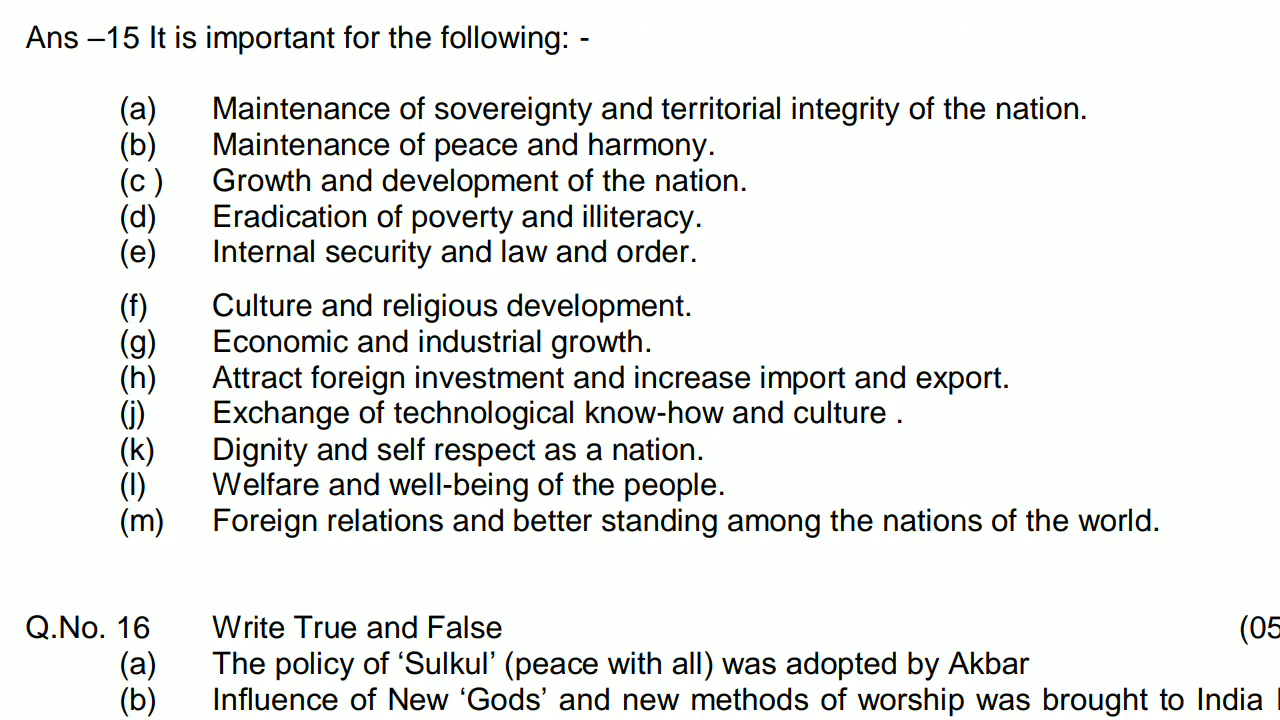 Ans –15 It is important for the following: -
(a) Maintenance of sovereignty and territorial integrity of the nation.
(b) Maintenance of peace and harmony.
(c ) Growth and development of the nation.
(d) Eradication of poverty and illiteracy.
(e) Internal security and law and order.
(f) Culture and religious development.
(g) Economic and industrial growth.
(h) Attract foreign investment and increase import and export.
(j) Exchange of technological know-how and culture .
(k) Dignity and self respect as a nation.
(l) Welfare and well-being of the people.
(m) Foreign relations and better standing among the nations of the world.
Q.No. 16 Write True and False (05
(a) The policy of ‘Sulkul’ (peace with all) was adopted by Akbar
(b) Influence of New ‘Gods’ and new methods of worship was brought to India